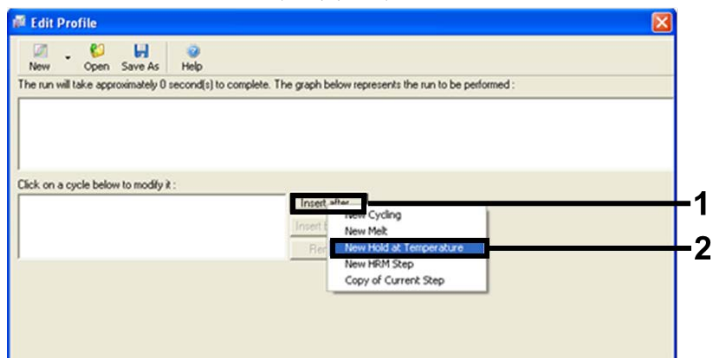 Edit Profile
New Open Save As Help
The run will take approximately 0 second(s) to complete. The graph below represents the run to be performed :
Click on a cycle below to modify it :
Insert after
1
New Cycling
Insert
New Melt
New Hold at Temperature
2
New HRM Step
Copy of Current Step